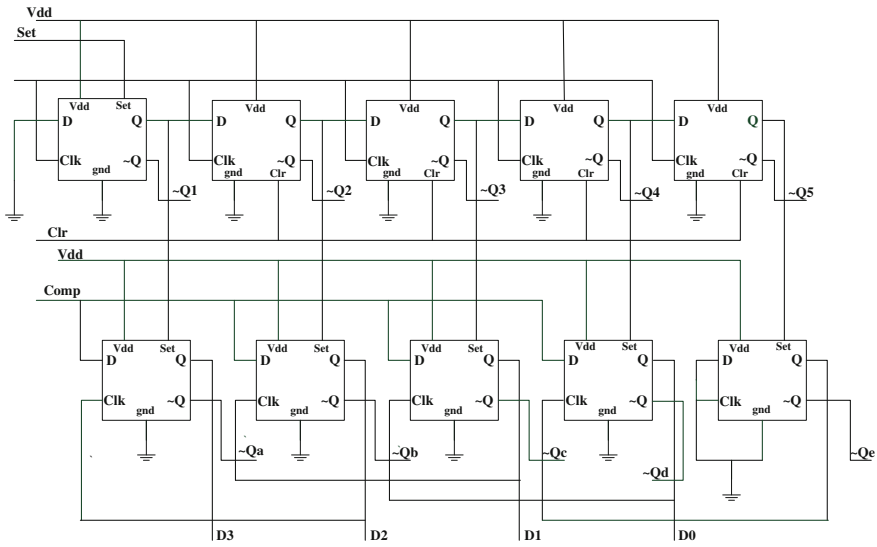 Vdd
Set
Vdd Set Vdd Vdd Vdd Vdd
D Q D Q D Q D Q D Q
Clk ~Q Clk ~Q Clk ~Q Clk ~Q Clk ~Q
gnd gnd Clr gnd Clr gnd Clr gnd Clr
~Q1 ~Q2 ~Q3 ~Q4 ~Q5
Clr
Vdd
Comp
Vdd Set Vdd Set Vdd Set Vdd Set Vdd Set
D Q D Q D Q D Q D Q
Clk ~Q Clk ~Q Clk ~Q Clk ~Q Clk ~Q
gnd gnd gnd gnd gnd
~Qa ~Qb ~Qc ~Qd ~Qe
D3 D2 D1 D0